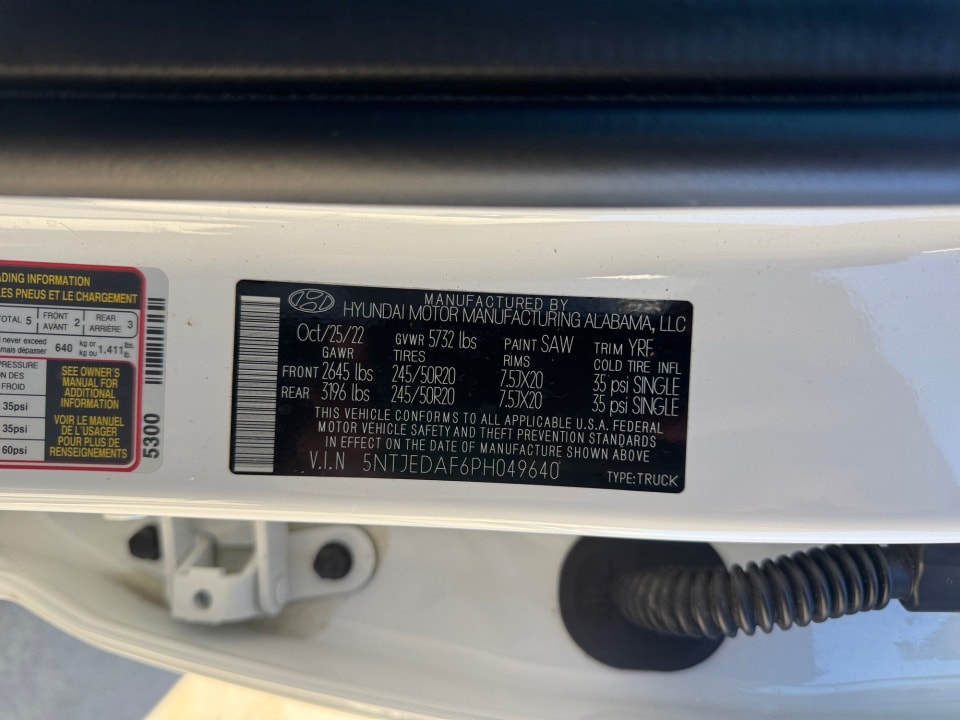 ADING INFORMATION
LES PNEUS ET LE CHARGEMENT
TOTAL 5 FRONT AVANT 2 REAR ARRIÈRE 3
never exceed
jamais dépasser 640 kg or kg ou 1,411 lbs. lb.
PRESSURE
ON DES
FROID
35psi
35psi
60psi
SEE OWNER'S
MANUAL FOR
ADDITIONAL
INFORMATION
VOIR LE MANUEL
DE L'USAGER
POUR PLUS DE
RENSEIGNEMENTS
5300
MANUFACTURED BY
HYUNDAI MOTOR MANUFACTURING ALABAMA, LLC
Oct/25/22 GVWR 5732 lbs PAINT SAW TRIM YRF
GAWR TIRES RIMS COLD TIRE INFL
FRONT 2645 lbs 245/50R20 7.5JX20 35 psi SINGLE
REAR 3196 lbs 245/50R20 7.5JX20 35 psi SINGLE
THIS VEHICLE CONFORMS TO ALL APPLICABLE U.S.A. FEDERAL
MOTOR VEHICLE SAFETY AND THEFT PREVENTION STANDARDS
IN EFFECT ON THE DATE OF MANUFACTURE SHOWN ABOVE
V.I.N 5NTJEDAF6PH049640 TYPE:TRUCK